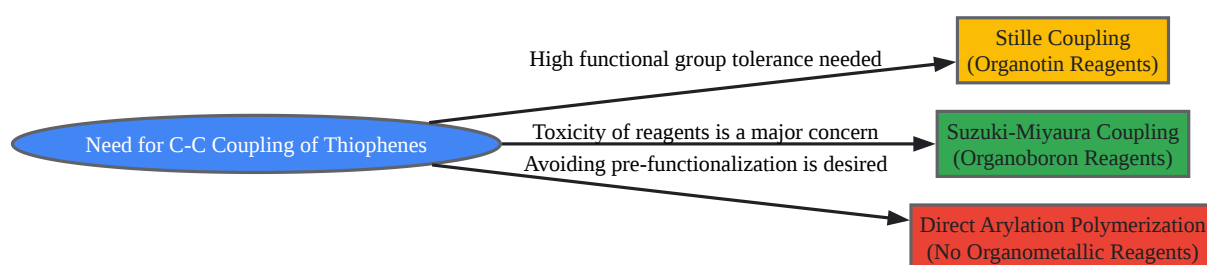 Need for C-C Coupling of Thiophenes
High functional group tolerance needed
Stille Coupling
(Organotin Reagents)
Toxicity of reagents is a major concern
Suzuki-Miyaura Coupling
(Organoboron Reagents)
Avoiding pre-functionalization is desired
Direct Arylation Polymerization
(No Organometallic Reagents)